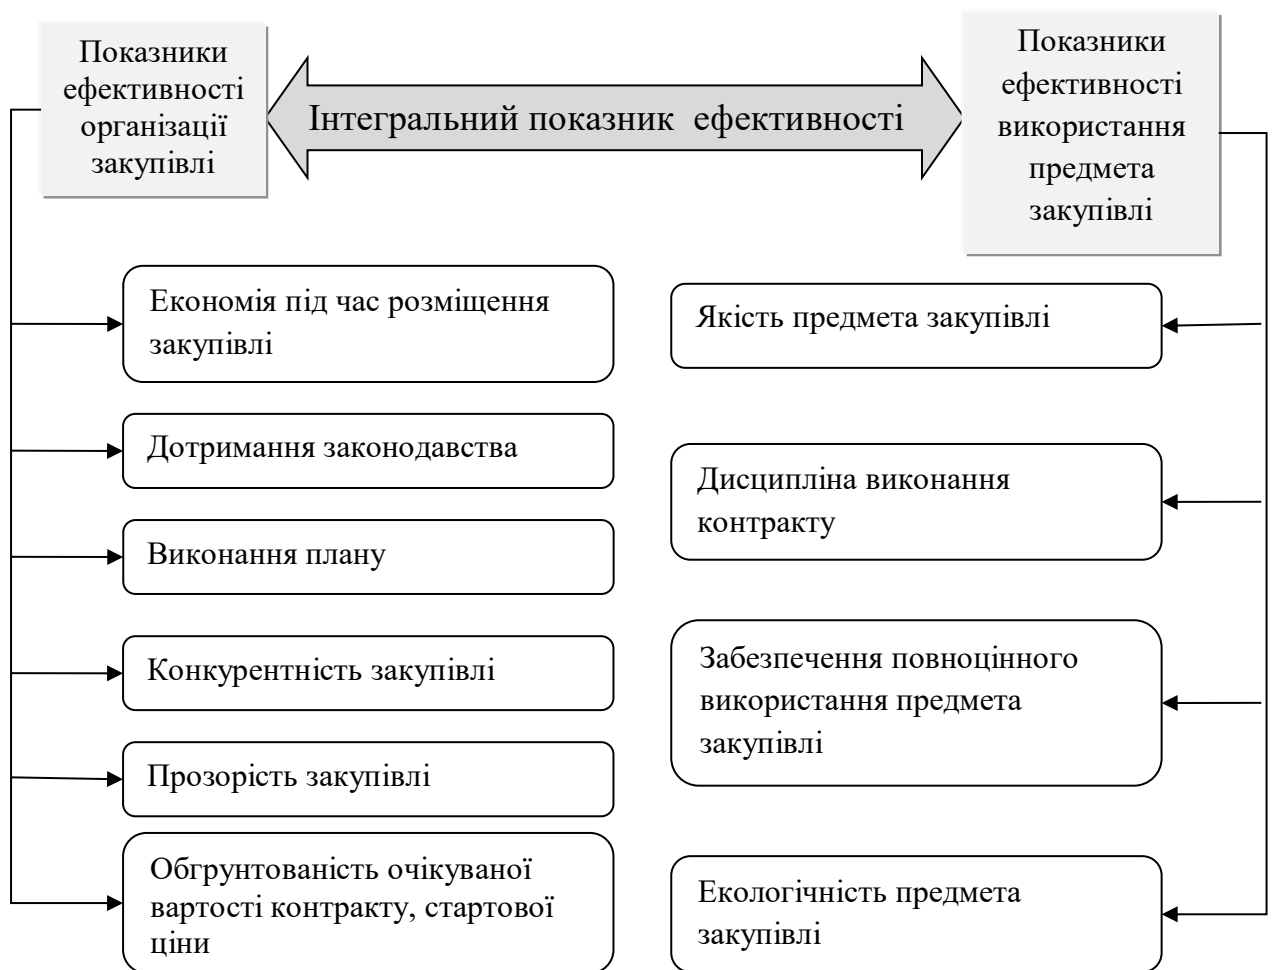 Показники
ефективності
організації
закупівлі
Інтегральний показник ефективності
Показники
ефективності
використання
предмета
закупівлі
Економія під час розміщення
закупівлі
Дотримання законодавства
Виконання плану
Конкурентність закупівлі
Прозорість закупівлі
Обгрунтованість очікуваної
вартості контракту, стартової
ціни
Якість предмета закупівлі
Дисципліна виконання
контракту
Забезпечення повноцінного
використання предмета
закупівлі
Екологічність предмета
закупівлі